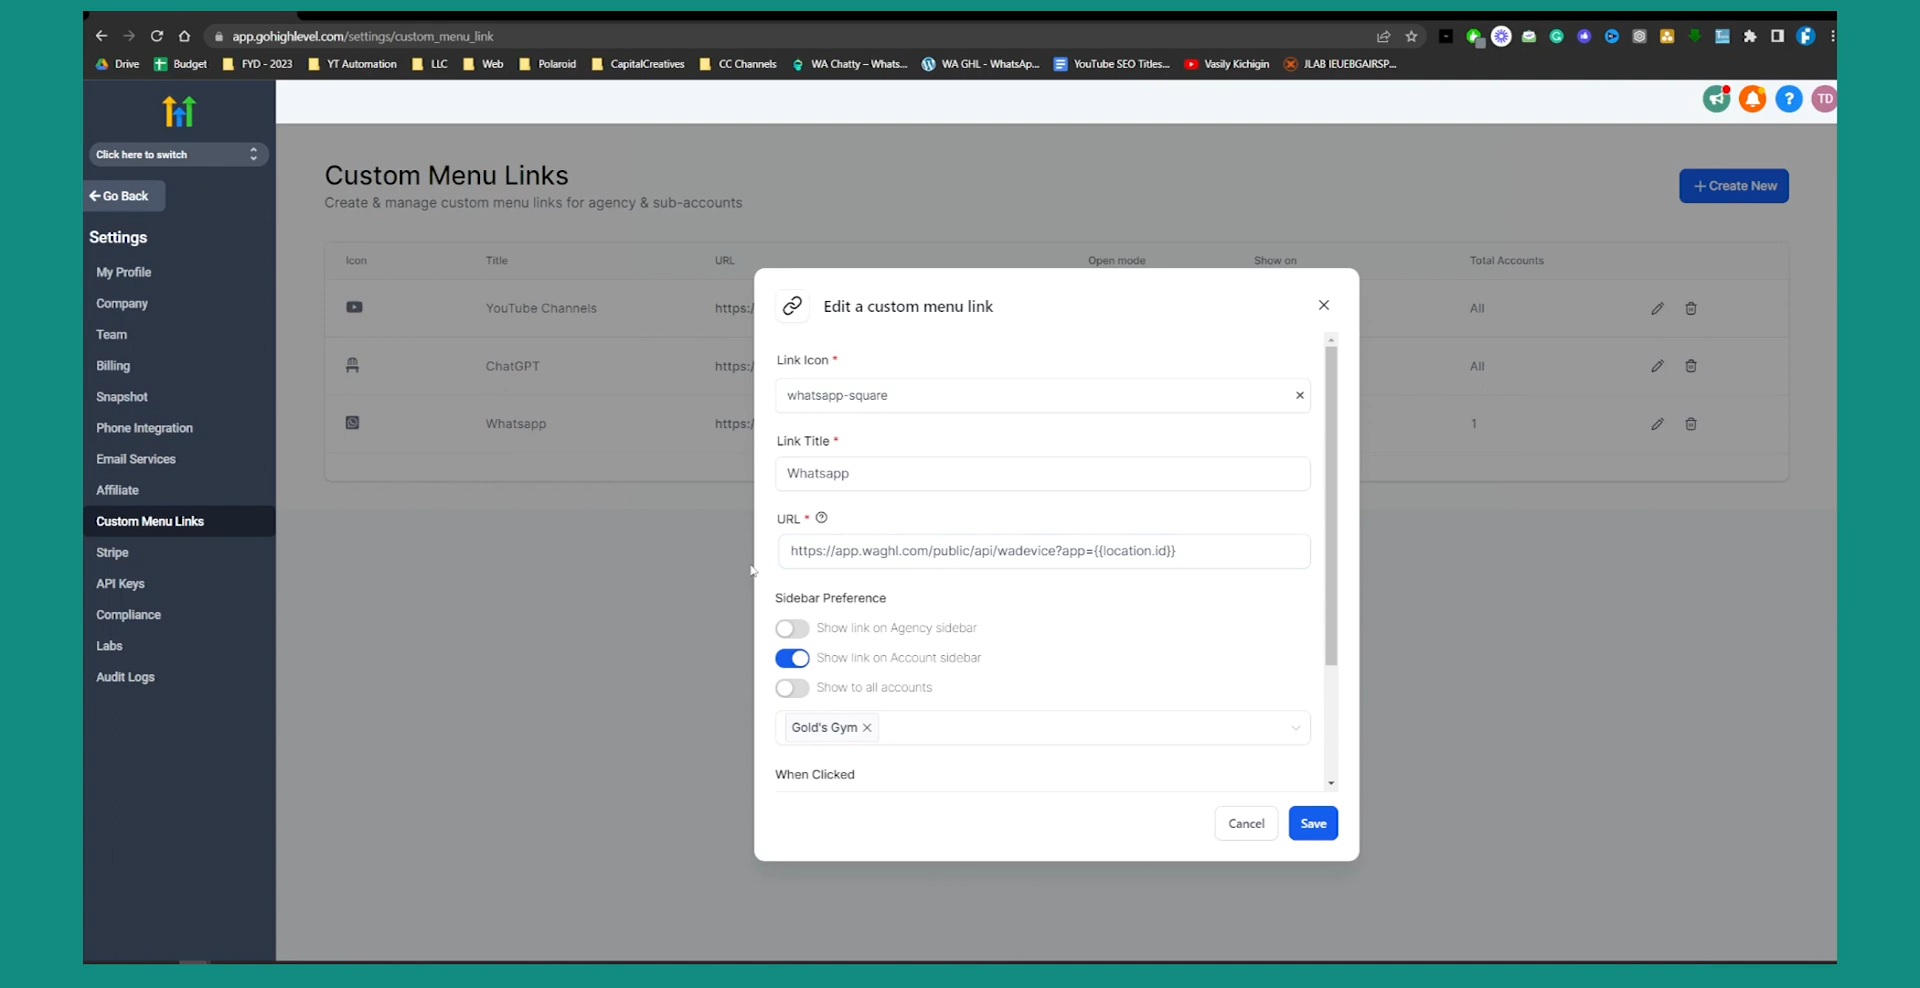 app.gohighlevel.com/settings/custom_menu_link
Drive Budget FYD - 2023 YT Automation LLC Web Polaroid CapitalCreatives CC Channels WA Chatty – Whats... WA GHL - WhatsAp... YouTube SEO Titles... Vasily Kichigin JLAB IEUEBGAIRSP...
TD
Click here to switch
Go Back
Settings
My Profile
Company
Team
Billing
Snapshot
Phone Integration
Email Services
Affiliate
Custom Menu Links
Stripe
API Keys
Compliance
Labs
Audit Logs
Custom Menu Links
Create & manage custom menu links for agency & sub-accounts
+ Create New
Icon Title URL Open mode Show on Total Accounts
YouTube Channels https:/ All
ChatGPT https:/ All
Whatsapp https:/ 1
Edit a custom menu link
Link Icon *
whatsapp-square
Link Title *
Whatsapp
URL *
https://app.waghl.com/public/api/wadevice?app={{location.id}}
Sidebar Preference
Show link on Agency sidebar
Show link on Account sidebar
Show to all accounts
Gold's Gym
When Clicked
Cancel Save